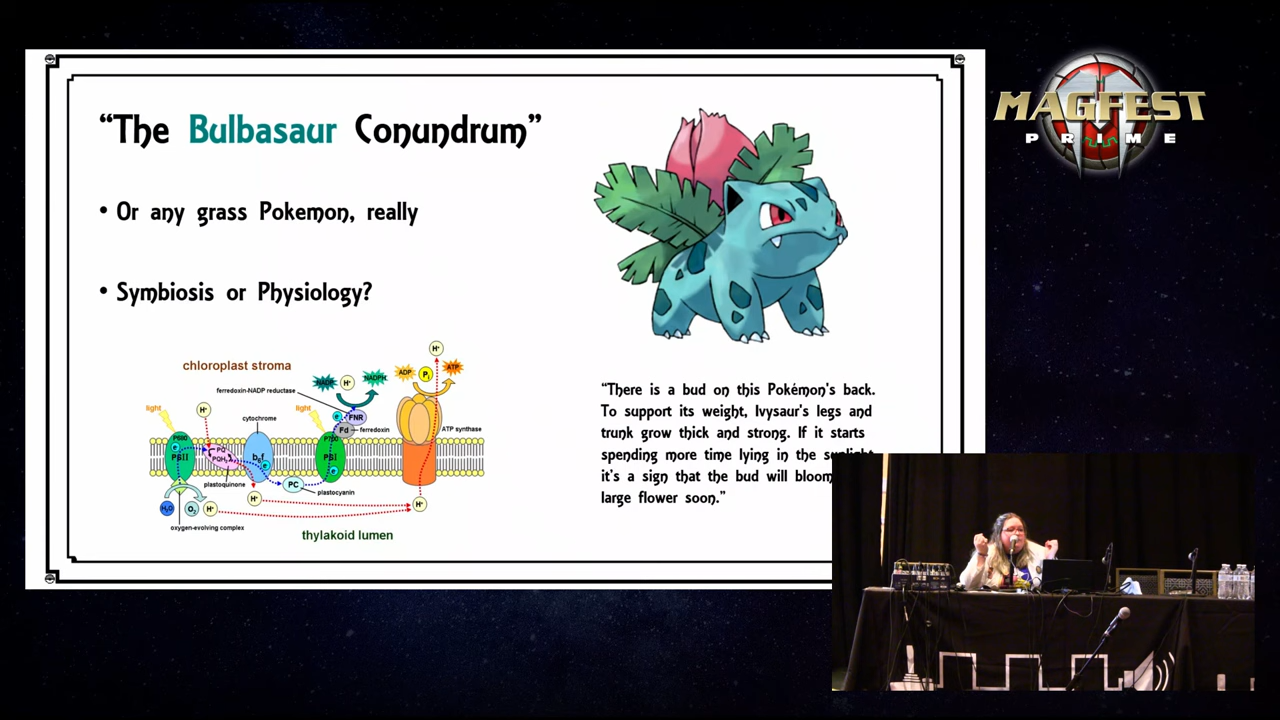 “The Bulbasaur Conundrum”
• Or any grass Pokemon, really
• Symbiosis or Physiology?
MAGFEST
PRIME
chloroplast stroma
H⁺
NADP⁺
H⁺
NADPH
ADP
Pᵢ
ATP
ferredoxin-NADP reductase
light
H⁺
cytochrome
light
e
FNR
Fd
ferredoxin
ATP synthase
P680
PSII
e
PQ
PQH₂
b₆f
e
P700
PSI
e
plastoquinone
PC
plastocyanin
H₂O
O₂
H⁺
H⁺
H⁺
oxygen-evolving complex
thylakoid lumen
“There is a bud on this Pokémon’s back.
To support its weight, Ivysaur’s legs and
trunk grow thick and strong. If it starts
spending more time lying in the sunlight,
it’s a sign that the bud will bloom
large flower soon.”